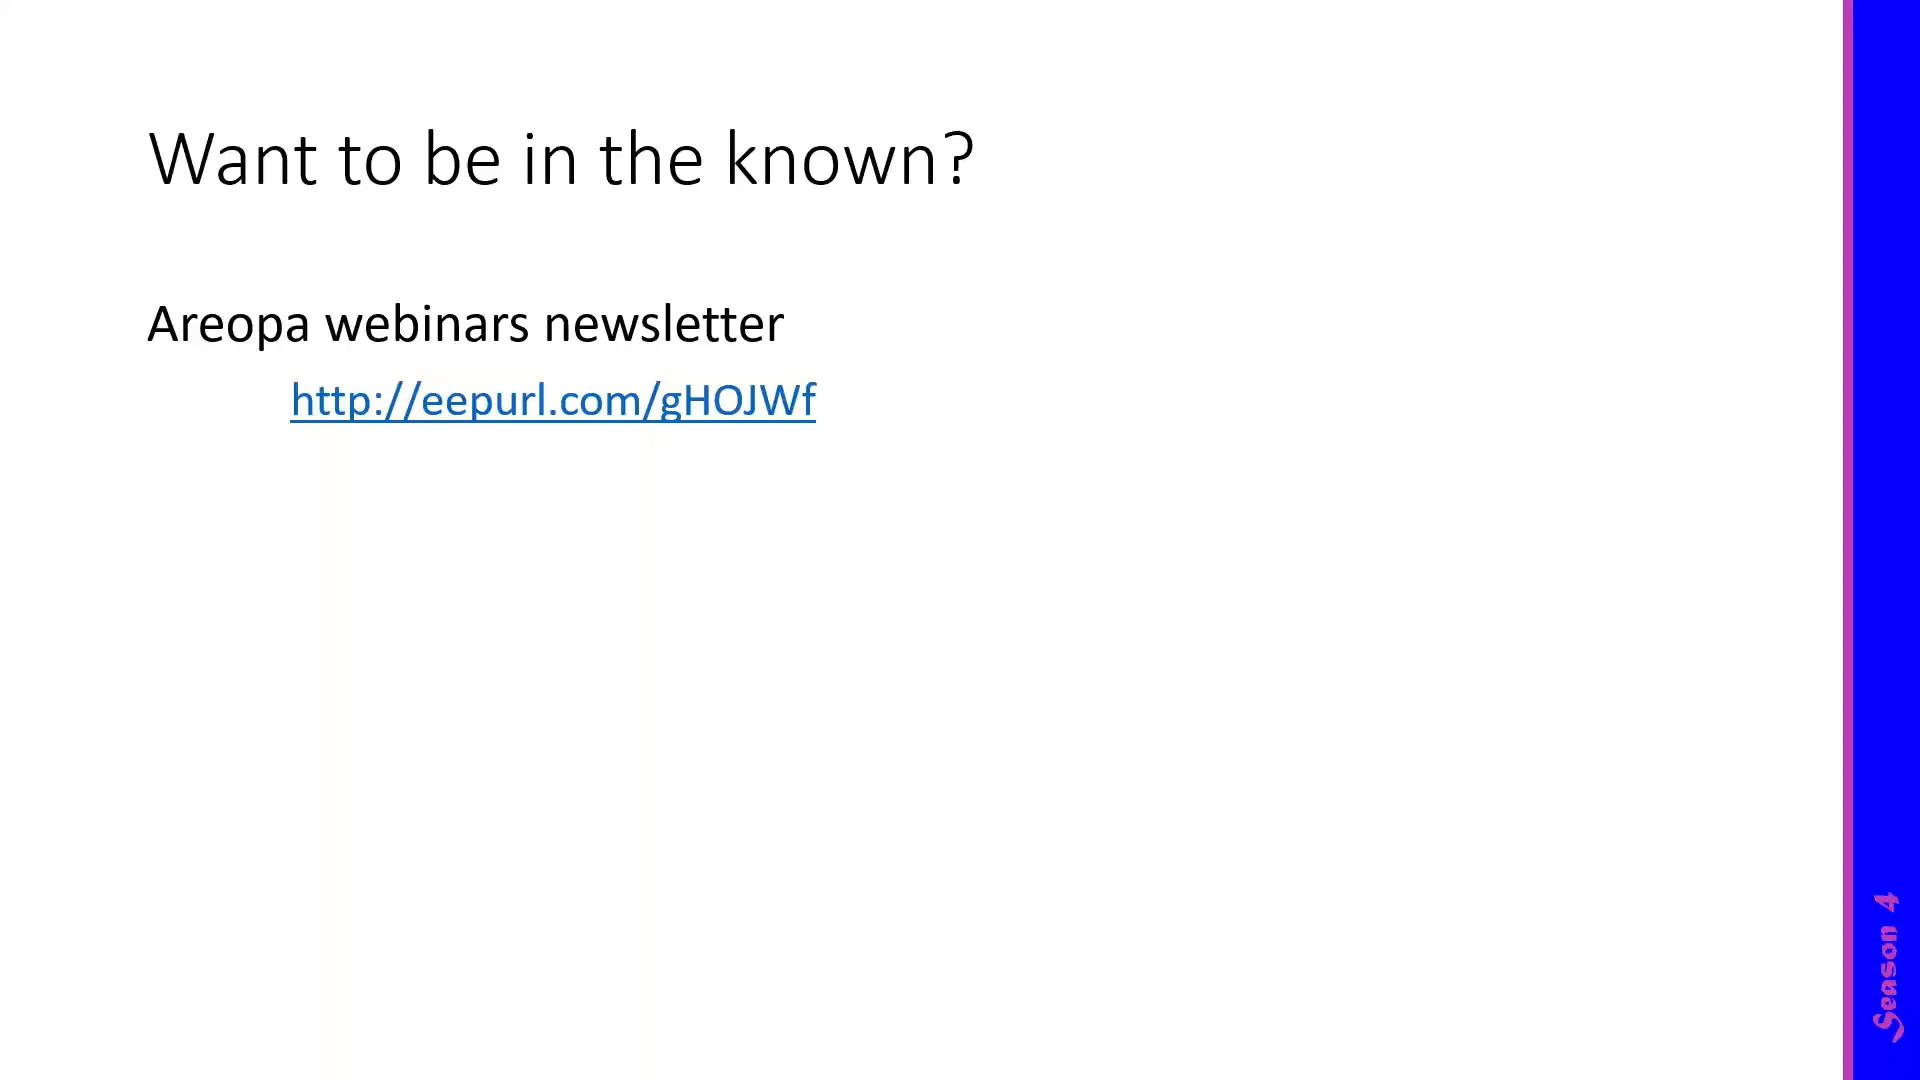 Want to be in the known?
Areopa webinars newsletter
http://eepurl.com/gHOJWf
Season 4